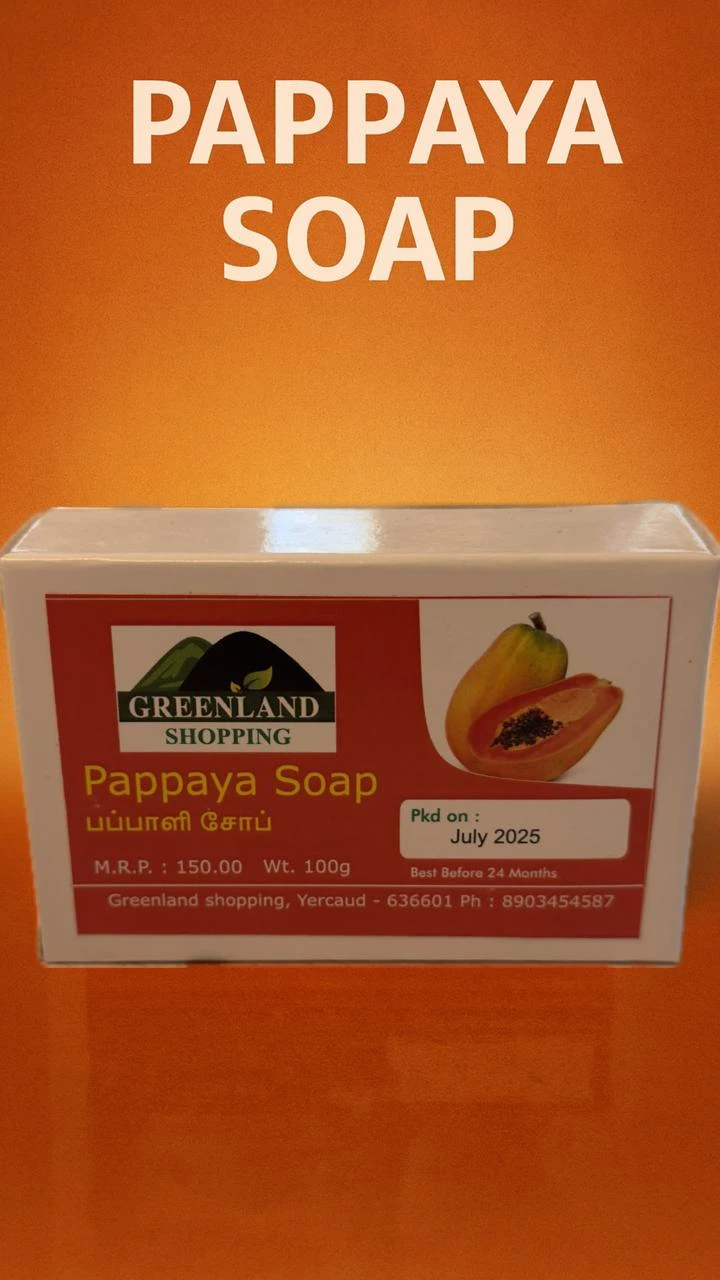 PAPPAYA
SOAP
GREENLAND
SHOPPING
Pappaya Soap
பப்பாளி சோப்
Pkd on :
July 2025
M.R.P. : 150.00 Wt. 100g
Best Before 24 Months
Greenland shopping, Yercaud - 636601 Ph : 8903454587